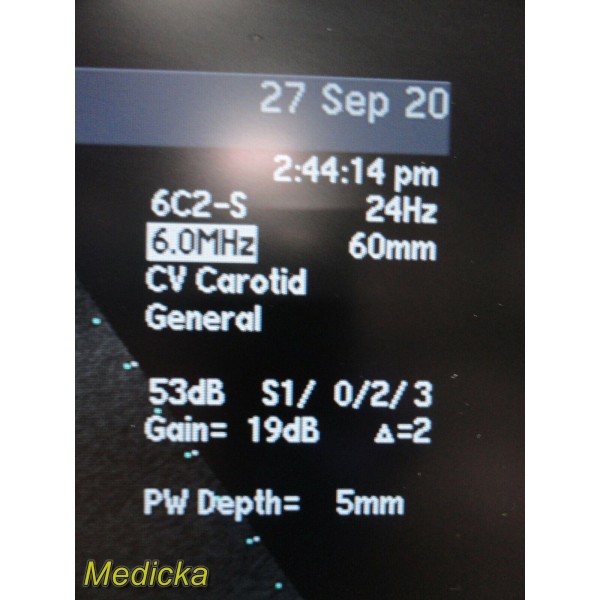 27 Sep 20
2:44:14 pm
6C2-S 24Hz
6.0MHz 60mm
CV Carotid
General
53dB S1/ 0/2/3
Gain= 19dB Δ=2
PW Depth= 5mm
Medicka